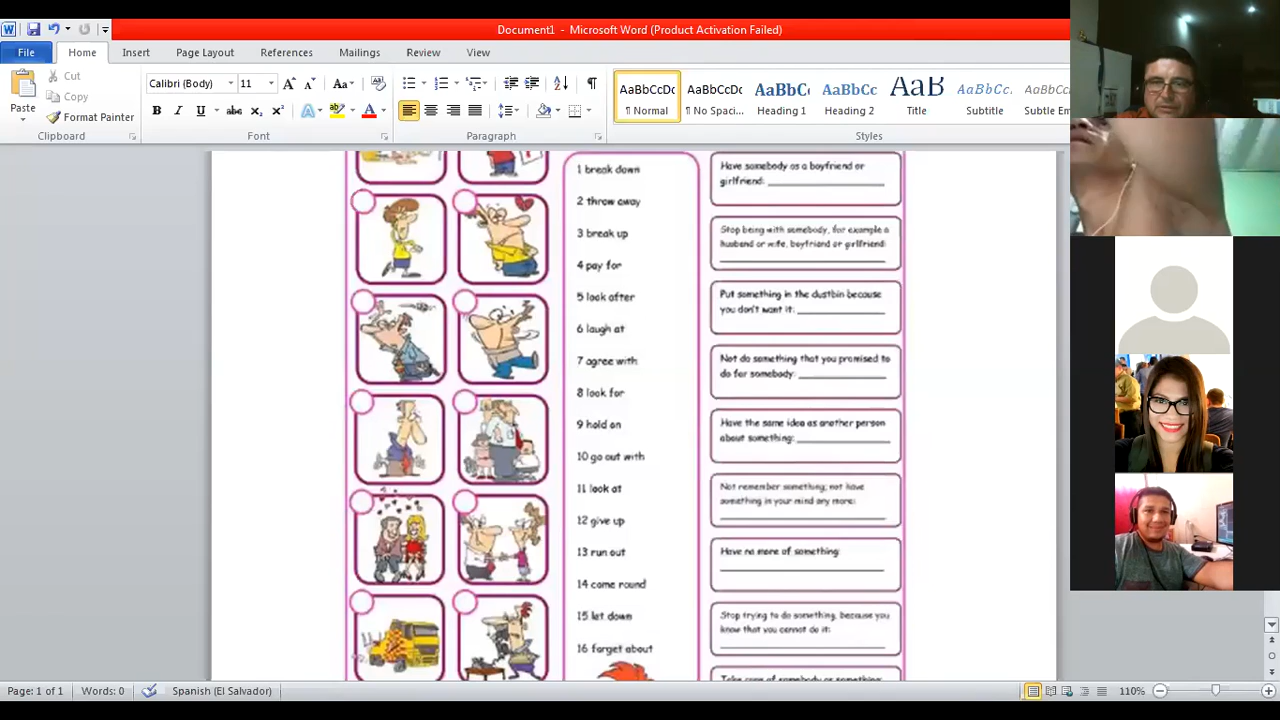 Document1 - Microsoft Word (Product Activation Failed)
File Home Insert Page Layout References Mailings Review View
Cut
Copy
Paste
Format Painter
Clipboard
Calibri (Body) 11
Font
Paragraph
AaBbCcDc AaBbCcDc AaBbC AaBbCc AaB AaBbCc. AaBbCcD
¶ Normal ¶ No Spaci... Heading 1 Heading 2 Title Subtitle Subtle Em
Styles
1 break down
2 throw away
3 break up
4 pay for
5 look after
6 laugh at
7 agree with
8 look for
9 hold on
10 go out with
11 look at
12 give up
13 run out
14 come round
15 let down
16 forget about
Have somebody as a boyfriend or
girlfriend:
Stop being with somebody, for example a
husband or wife, boyfriend or girlfriend:
Put something in the dustbin because
you don't want it:
Not do something that you promised to
do for somebody:
Have the same idea as another person
about something:
Not remember something; not have
something in your mind any more:
Have no more of something:
Stop trying to do something, because you
know that you cannot do it:
Take care of somebody or something:
Page: 1 of 1 Words: 0 Spanish (El Salvador) 110%